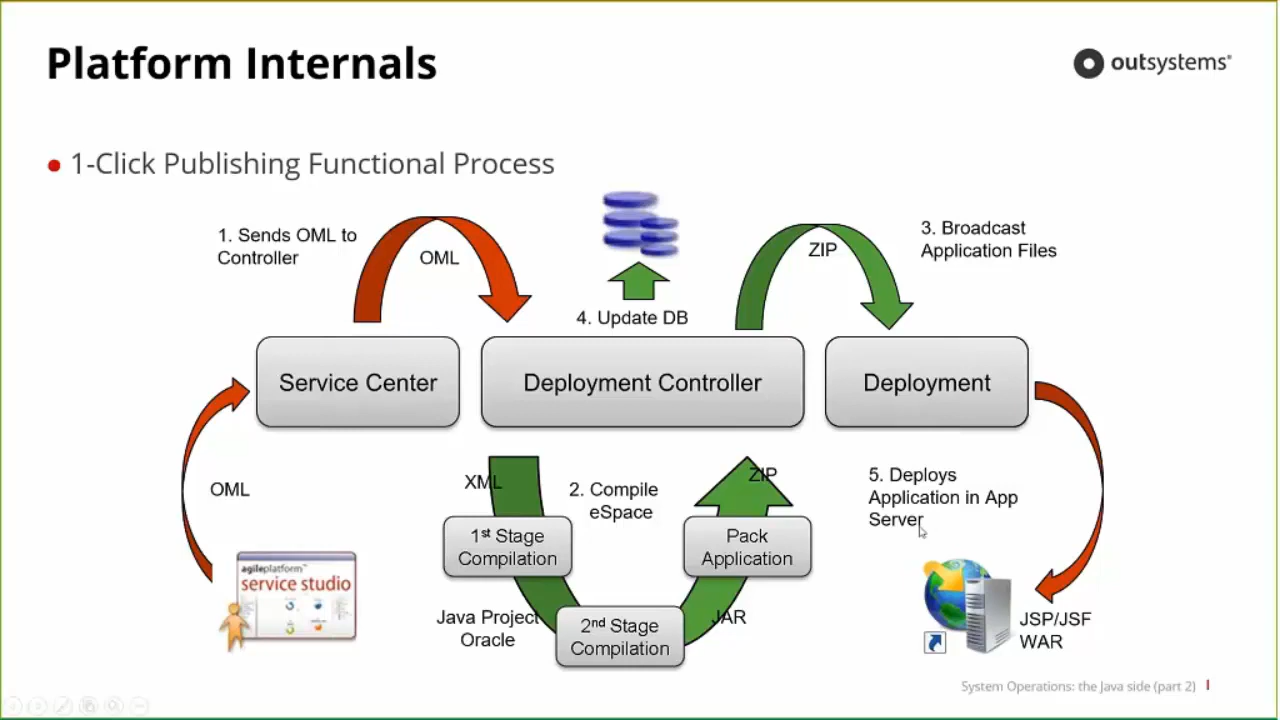 Platform Internals
outsystems®
● 1-Click Publishing Functional Process
1. Sends OML to
Controller
OML
4. Update DB
ZIP
3. Broadcast
Application Files
Service Center
Deployment Controller
Deployment
OML
XML
2. Compile
eSpace
ZIP
5. Deploys
Application in App
Server
1st Stage
Compilation
Pack
Application
agileplatform™
service studio
Java Project
Oracle
2nd Stage
Compilation
JAR
JSP/JSF
WAR
System Operations: the Java side (part 2)